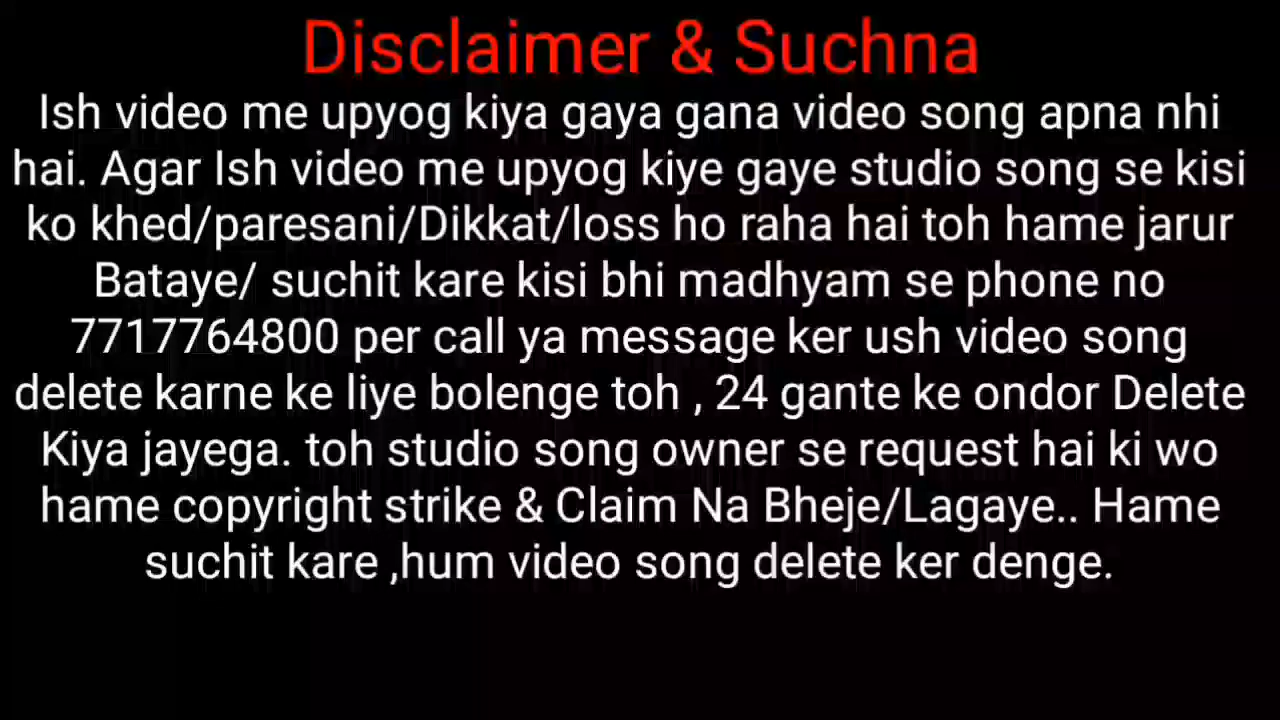 Disclaimer & Suchna
Ish video me upyog kiya gaya gana video song apna nhi
hai. Agar Ish video me upyog kiye gaye studio song se kisi
ko khed/paresani/Dikkat/loss ho raha hai toh hame jarur
Bataye/ suchit kare kisi bhi madhyam se phone no
7717764800 per call ya message ker ush video song
delete karne ke liye bolenge toh , 24 gante ke ondor Delete
Kiya jayega. toh studio song owner se request hai ki wo
hame copyright strike & Claim Na Bheje/Lagaye.. Hame
suchit kare ,hum video song delete ker denge.